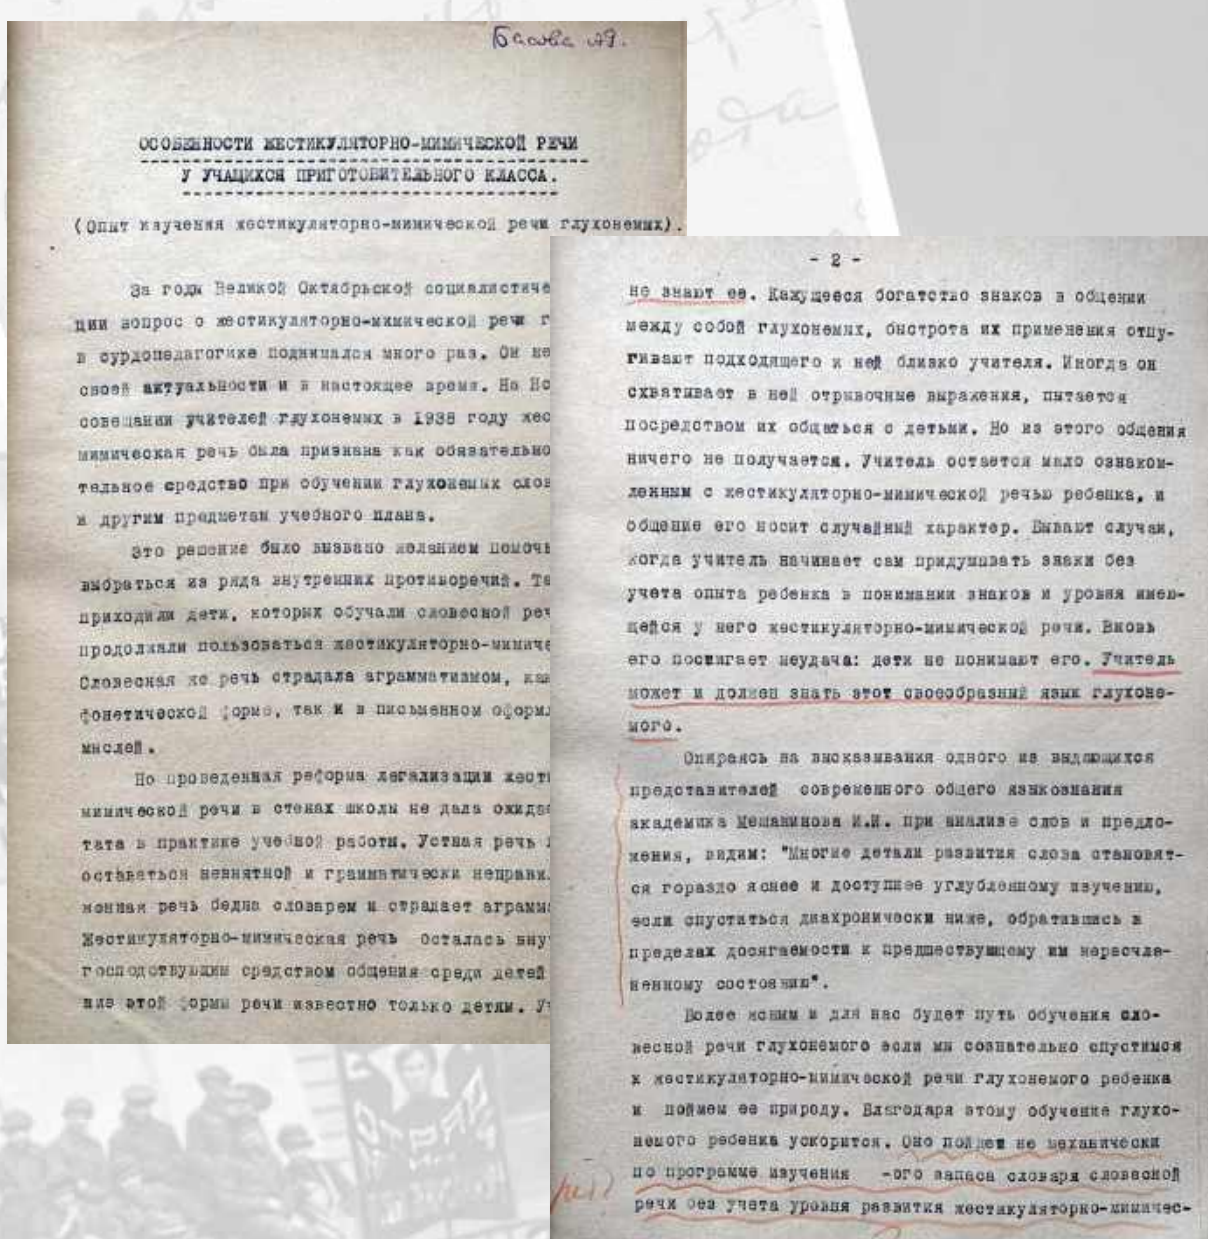 Басова АГ.
ОСОБЕННОСТИ ЖЕСТИКУЛЯТОРНО-МИМИЧЕСКОЙ РЕЧИ
У УЧАЩИХСЯ ПРИГОТОВИТЕЛЬНОГО КЛАССА.
(Опыт изучения жестикуляторно-мимической речи глухонемых).
За годы Великой Октябрьской социалистиче
ции вопрос о жестикуляторно-мимической речи г
в сурдопедагогике поднимался много раз. Он не
своей актуальности и в настоящее время. На Вс
совещании учителей глухонемых в 1938 году жес
мимическая речь была признана как обязательно
тельное средство при обучении глухонемых слов
и другим предметам учебного плана.
Это решение было вызвано желанием помочь
выбраться из ряда внутренних противоречий. Та
приходили дети, которых обучали словесной реч
продолжали пользоваться жестикуляторно-мимиче
Словесная же речь страдала аграмматизмом, как
фонетической форме, так и в письменном оформл
мыслей.
Но проведенная реформа легализации жести
мимической речи в стенах школы не дала ожида
тата в практике учебной работы. Устная речь
оставаться невнятной и грамматически неправи
менная речь бедна словарем и страдает аграмма
Жестикуляторно-мимическая речь осталась вну
господствующим средством общения среди детей
ние этой формы речи известно только детям. Уч
- 2 -
не знают ее. Кажущееся богатство знаков в общении
между собой глухонемых, быстрота их применения отпу-
гивают подходящего к ней близко учителя. Иногда он
схватывает в ней отрывочные выражения, пытается
посредством их общаться с детьми. Но из этого общения
ничего не получается. Учитель остается мало ознаком-
ленным с жестикуляторно-мимической речью ребенка, и
общение его носит случайный характер. Бывают случаи,
когда учитель начинает сам придумывать знаки без
учета опыта ребенка в понимании знаков и уровня имею-
щейся у него жестикуляторно-мимической речи. Вновь
его постигает неудача: дети не понимают его. Учитель
может и должен знать этот своеобразный язык глухоне-
мого.
Опираясь на высказывания одного из выдающихся
представителей современного общего языкознания
академика Мещанинова И.И. при анализе слов и предло-
жения, видим: "Многие детали развития слова становят-
ся гораздо яснее и доступнее углубленному изучению,
если спуститься диахронически ниже, обратившись в
пределах досягаемости к предшествующему им нерасчле-
ненному состоянию".
Более ясным и для нас будет путь обучения сло-
весной речи глухонемого если мы сознательно спустимся
к жестикуляторно-мимической речи глухонемого ребенка
и поймем ее природу. Благодаря этому обучение глухо-
немого ребенка ускорится. Оно пойдет не механически
по программе изучения -ого запаса словаря словесной
речи без учета уровня развития жестикуляторно-мимичес-